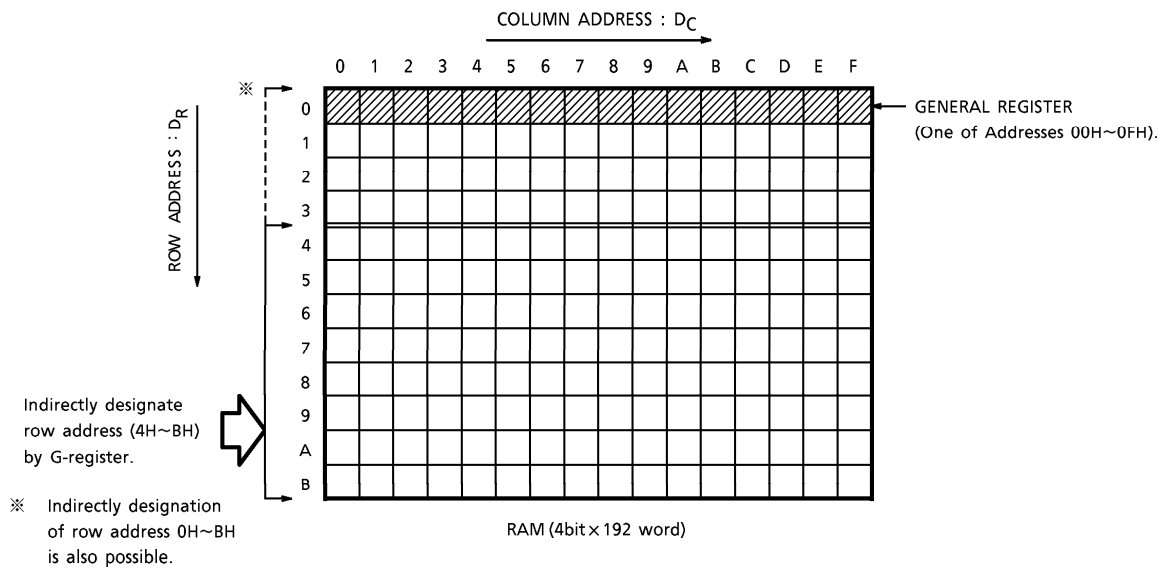 COLUMN ADDRESS : DC
0 1 2 3 4 5 6 7 8 9 A B C D E F
※
ROW ADDRESS : DR
0
1
2
3
4
5
6
7
8
9
A
B
GENERAL REGISTER
(One of Addresses 00H~0FH).
Indirectly designate
row address (4H~BH)
by G-register.
※ Indirectly designation
of row address 0H~BH
is also possible.
RAM (4bit×192 word)